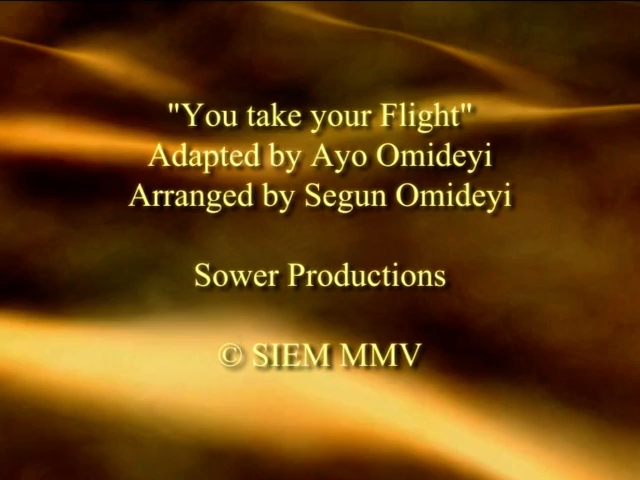 "You take your Flight"
Adapted by Ayo Omideyi
Arranged by Segun Omideyi
Sower Productions
© SIEM MMV